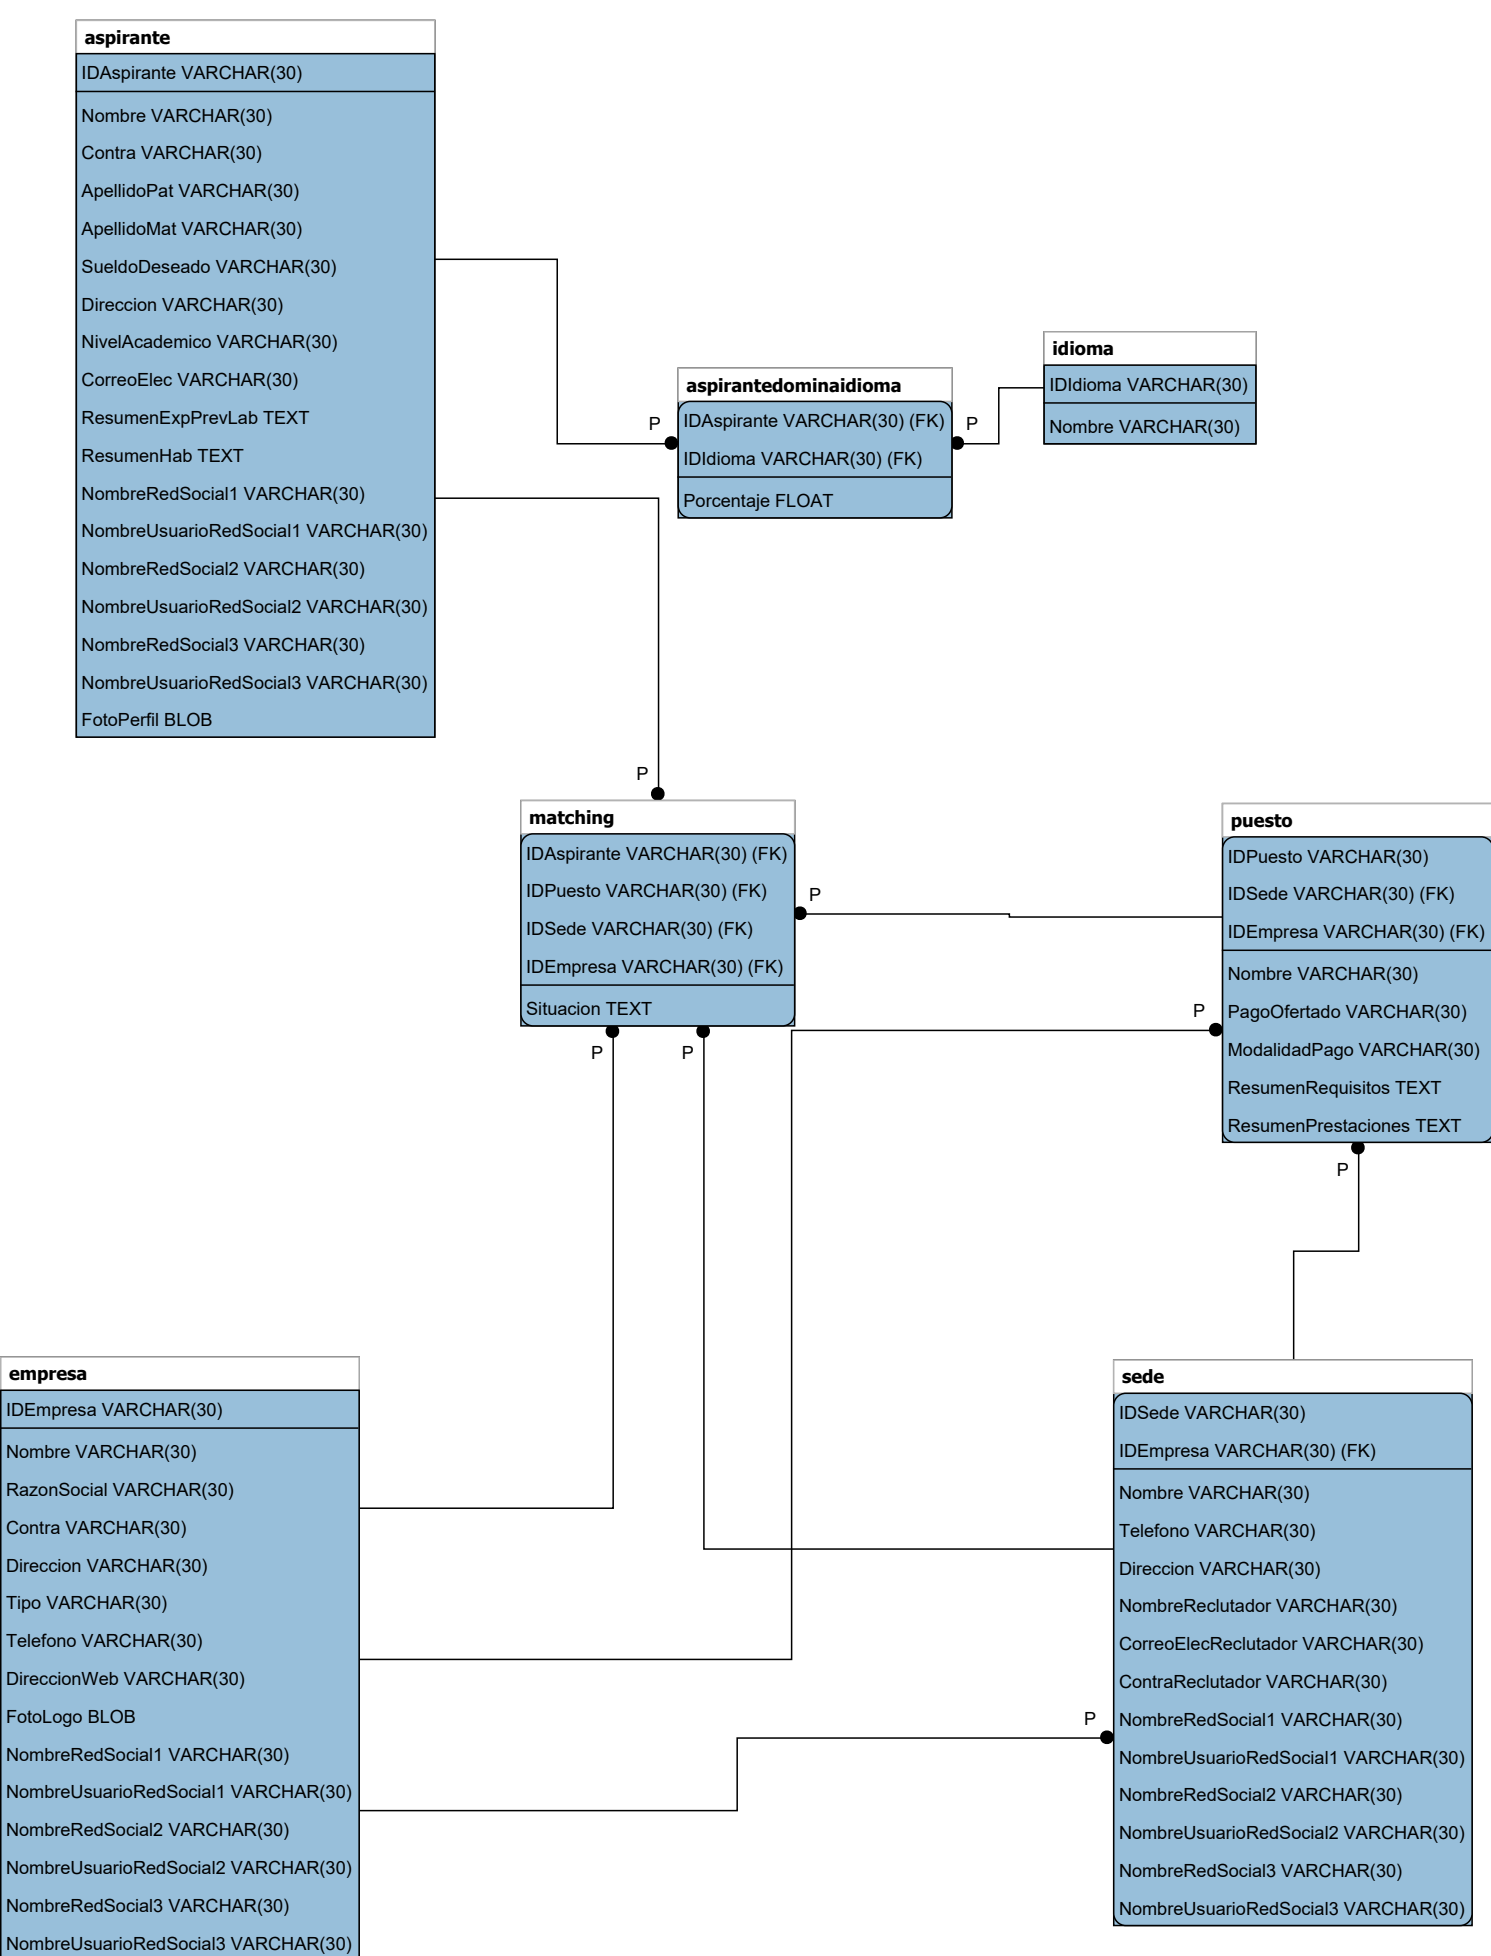 aspirante
IDAspirante VARCHAR(30)
Nombre VARCHAR(30)
Contra VARCHAR(30)
ApellidoPat VARCHAR(30)
ApellidoMat VARCHAR(30)
SueldoDeseado VARCHAR(30)
Direccion VARCHAR(30)
NivelAcademico VARCHAR(30)
CorreoElec VARCHAR(30)
ResumenExpPrevLab TEXT
ResumenHab TEXT
NombreRedSocial1 VARCHAR(30)
NombreUsuarioRedSocial1 VARCHAR(30)
NombreRedSocial2 VARCHAR(30)
NombreUsuarioRedSocial2 VARCHAR(30)
NombreRedSocial3 VARCHAR(30)
NombreUsuarioRedSocial3 VARCHAR(30)
FotoPerfil BLOB
P
aspirantedominaidioma
IDAspirante VARCHAR(30) (FK)
IDIdioma VARCHAR(30) (FK)
Porcentaje FLOAT
P
idioma
IDIdioma VARCHAR(30)
Nombre VARCHAR(30)
P
matching
IDAspirante VARCHAR(30) (FK)
IDPuesto VARCHAR(30) (FK)
IDSede VARCHAR(30) (FK)
IDEmpresa VARCHAR(30) (FK)
Situacion TEXT
P
P
P
P
puesto
IDPuesto VARCHAR(30)
IDSede VARCHAR(30) (FK)
IDEmpresa VARCHAR(30) (FK)
Nombre VARCHAR(30)
PagoOfertado VARCHAR(30)
ModalidadPago VARCHAR(30)
ResumenRequisitos TEXT
ResumenPrestaciones TEXT
P
empresa
IDEmpresa VARCHAR(30)
Nombre VARCHAR(30)
RazonSocial VARCHAR(30)
Contra VARCHAR(30)
Direccion VARCHAR(30)
Tipo VARCHAR(30)
Telefono VARCHAR(30)
DireccionWeb VARCHAR(30)
FotoLogo BLOB
NombreRedSocial1 VARCHAR(30)
NombreUsuarioRedSocial1 VARCHAR(30)
NombreRedSocial2 VARCHAR(30)
NombreUsuarioRedSocial2 VARCHAR(30)
NombreRedSocial3 VARCHAR(30)
NombreUsuarioRedSocial3 VARCHAR(30)
P
sede
IDSede VARCHAR(30)
IDEmpresa VARCHAR(30) (FK)
Nombre VARCHAR(30)
Telefono VARCHAR(30)
Direccion VARCHAR(30)
NombreReclutador VARCHAR(30)
CorreoElecReclutador VARCHAR(30)
ContraReclutador VARCHAR(30)
NombreRedSocial1 VARCHAR(30)
NombreUsuarioRedSocial1 VARCHAR(30)
NombreRedSocial2 VARCHAR(30)
NombreUsuarioRedSocial2 VARCHAR(30)
NombreRedSocial3 VARCHAR(30)
NombreUsuarioRedSocial3 VARCHAR(30)